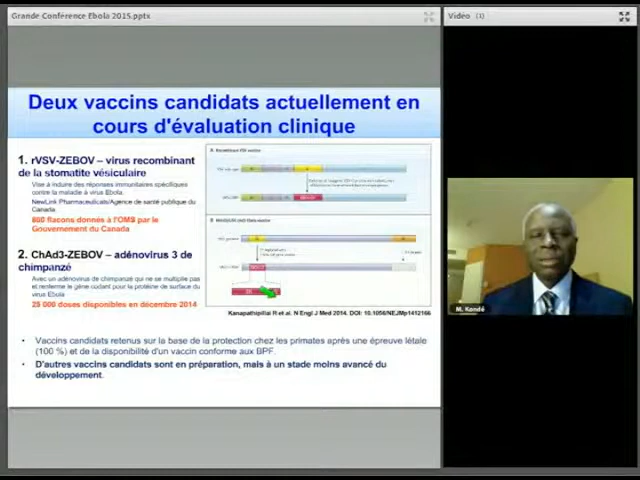 Grande Conférence Ebola 2015.pptx
Vidéo (1)
Deux vaccins candidats actuellement en
cours d'évaluation clinique
1. rVSV-ZEBOV – virus recombinant
de la stomatite vésiculaire
Vise à induire des réponses immunitaires spécifiques
contre la maladie à virus Ebola.
NewLink Pharmaceuticals/Agence de santé publique du
Canada
800 flacons donnés à l'OMS par le
Gouvernement du Canada
2. ChAd3-ZEBOV – adénovirus 3 de
chimpanzé
Avec un adénovirus de chimpanzé qui ne se multiplie pas
et renferme le gène codant pour la protéine de surface du
virus Ebola
25 000 doses disponibles en décembre 2014
Kanapathipillai R et al. N Engl J Med 2014. DOI: 10.1056/NEJMp1412166
• Vaccins candidats retenus sur la base de la protection chez les primates après une épreuve létale
(100 %) et de la disponibilité d'un vaccin conforme aux BPF.
• D'autres vaccins candidats sont en préparation, mais à un stade moins avancé du
développement.
M. Kondé